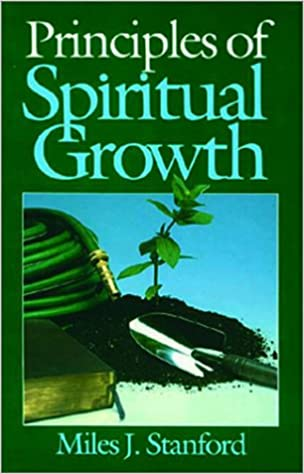 Principles of
Spiritual
Growth
Miles J. Stanford